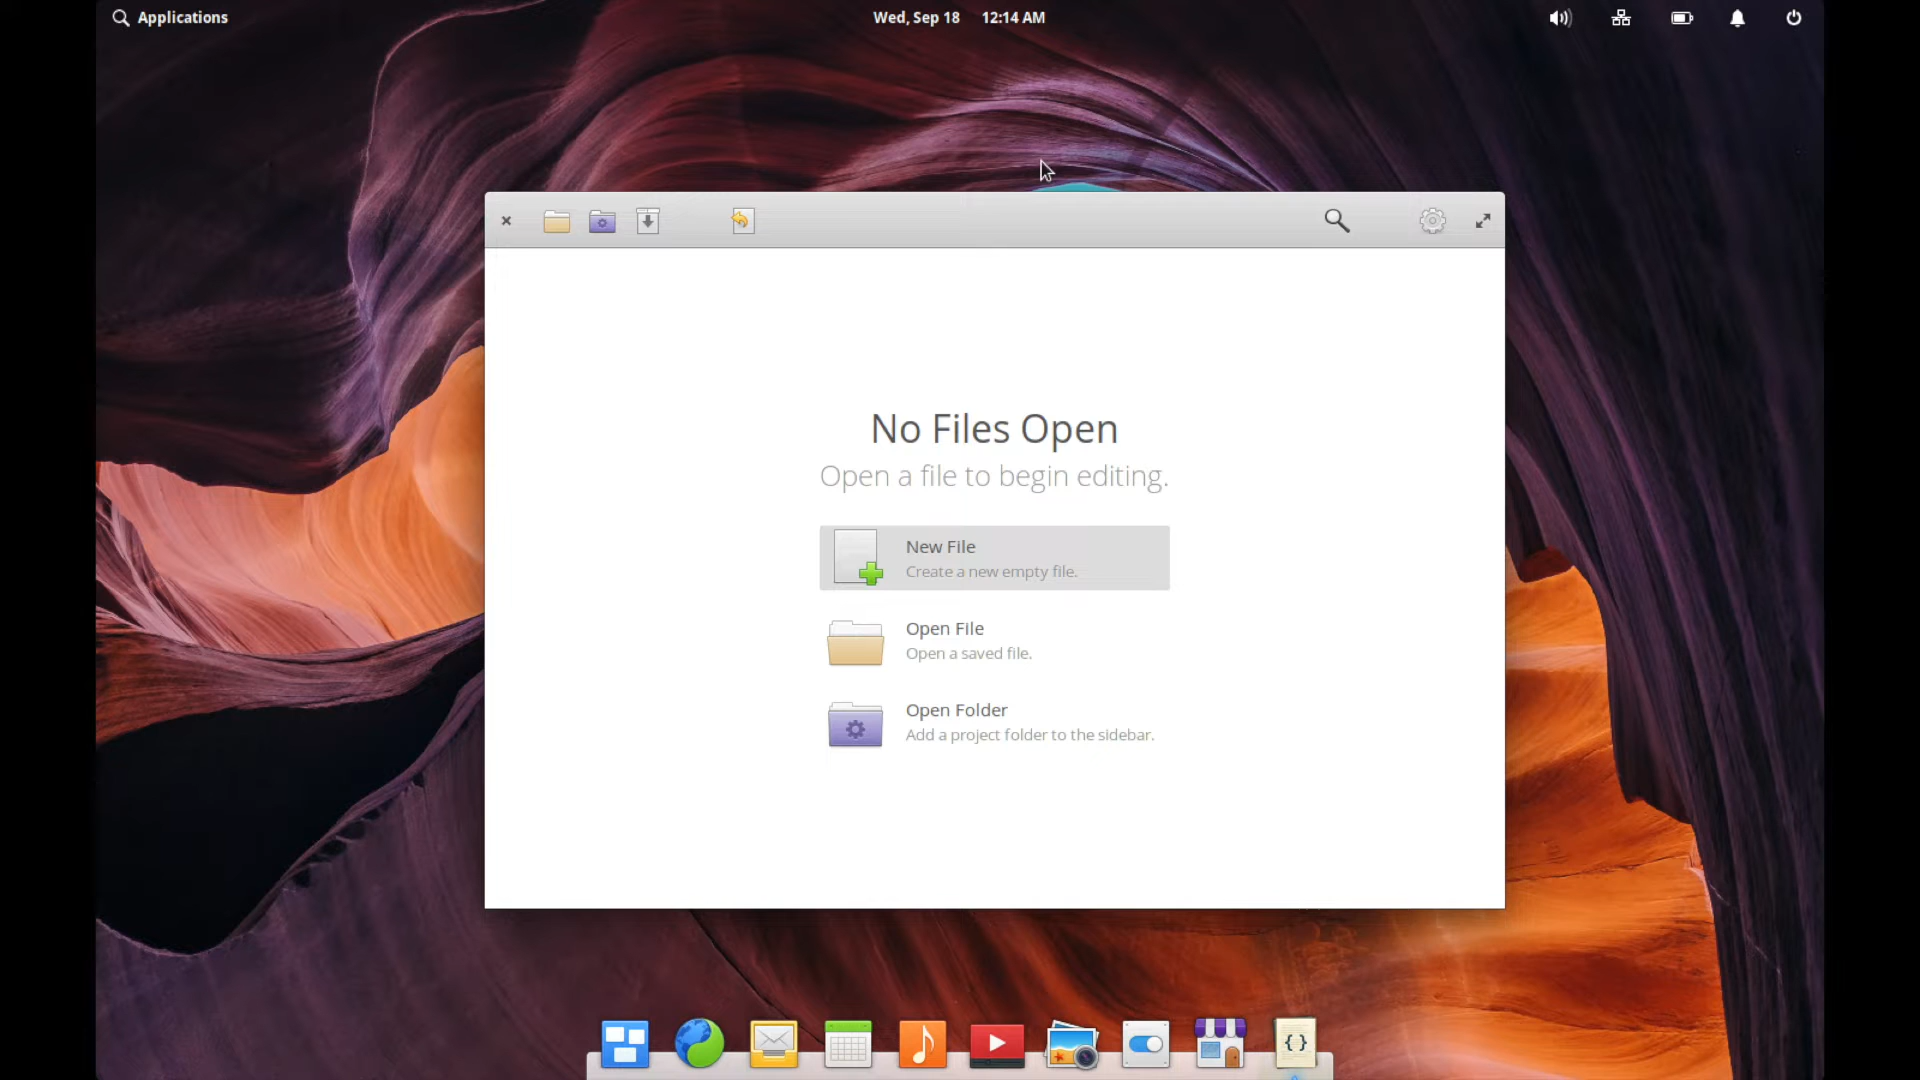 Applications
Wed, Sep 18 12:14 AM
No Files Open
Open a file to begin editing.
New File
Create a new empty file.
Open File
Open a saved file.
Open Folder
Add a project folder to the sidebar.
{}